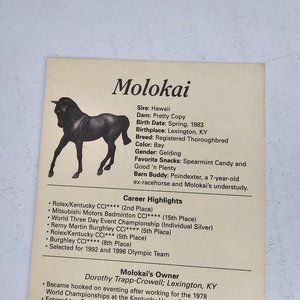 Molokai
Sire: Hawaii
Dam: Pretty Copy
Birth Date: Spring, 1983
Birthplace: Lexington, KY
Breed: Registered Thoroughbred
Color: Bay
Gender: Gelding
Favorite Snacks: Spearmint Candy and
Good 'n Plenty
Barn Buddy: Poindexter, a 7-year-old
ex-racehorse and Molokai's understudy.
Career Highlights
• Rolex/Kentucky CCI**** (2nd Place)
• Mitsubishi Motors Badminton CCI**** (15th Place)
• World Three Day Event Championship (Individual Silver)
• Remy Martin Burghley CCI**** (5th Place)
• Rolex/Kentucky CCI*** (5th Place)
• Burghley CCI**** (8th Place)
• Selected for 1992 and 1996 Olympic Team
Molokai's Owner
Dorothy Trapp-Crowell; Lexington, KY
• Became hooked on eventing after working for the 1978
World Championships at the Kentucky